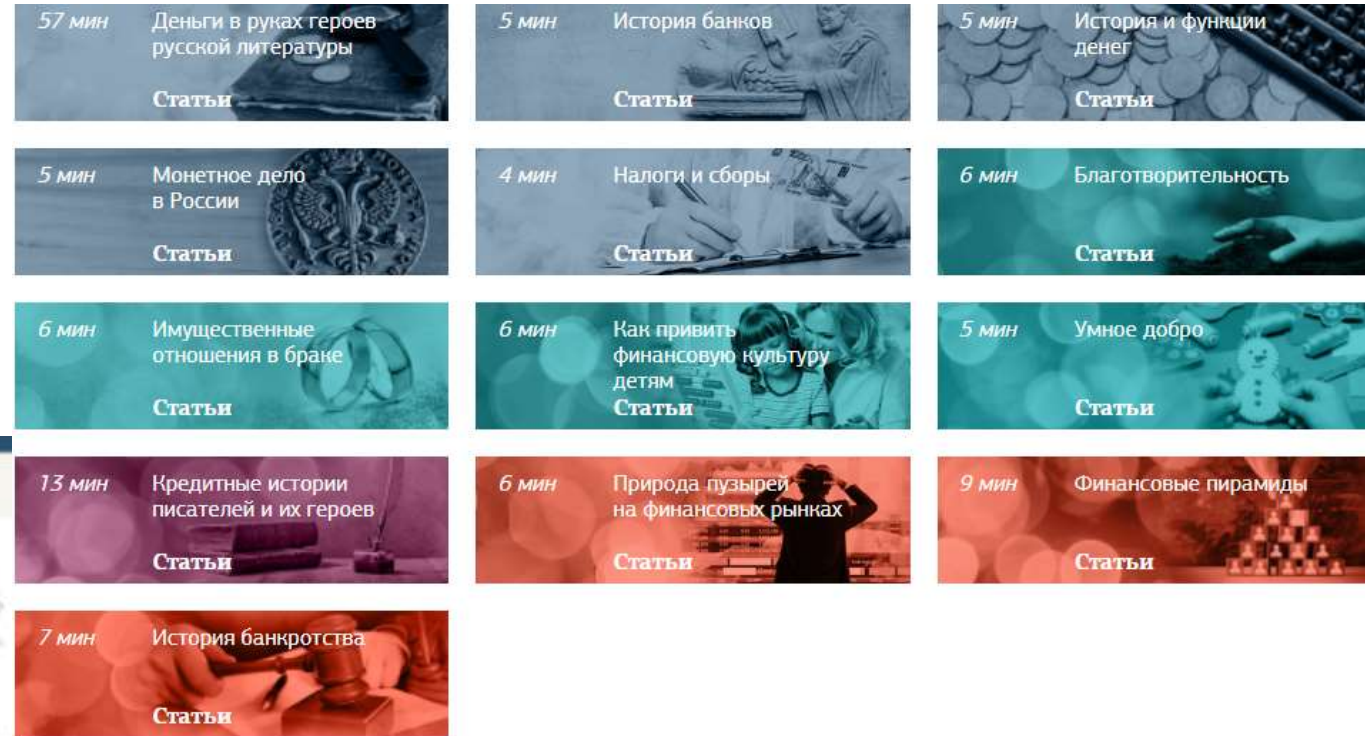 57 мин
Деньги в руках героев
русской литературы
Статьи
5 мин
История банков
Статьи
5 мин
История и функции
денег
Статьи
5 мин
Монетное дело
в России
Статьи
4 мин
Налоги и сборы
Статьи
6 мин
Благотворительность
Статьи
6 мин
Имущественные
отношения в браке
Статьи
6 мин
Как привить
финансовую культуру
детям
Статьи
5 мин
Умное добро
Статьи
13 мин
Кредитные истории
писателей и их героев
Статьи
6 мин
Природа пузырей
на финансовых рынках
Статьи
9 мин
Финансовые пирамиды
Статьи
7 мин
История банкротства
Статьи